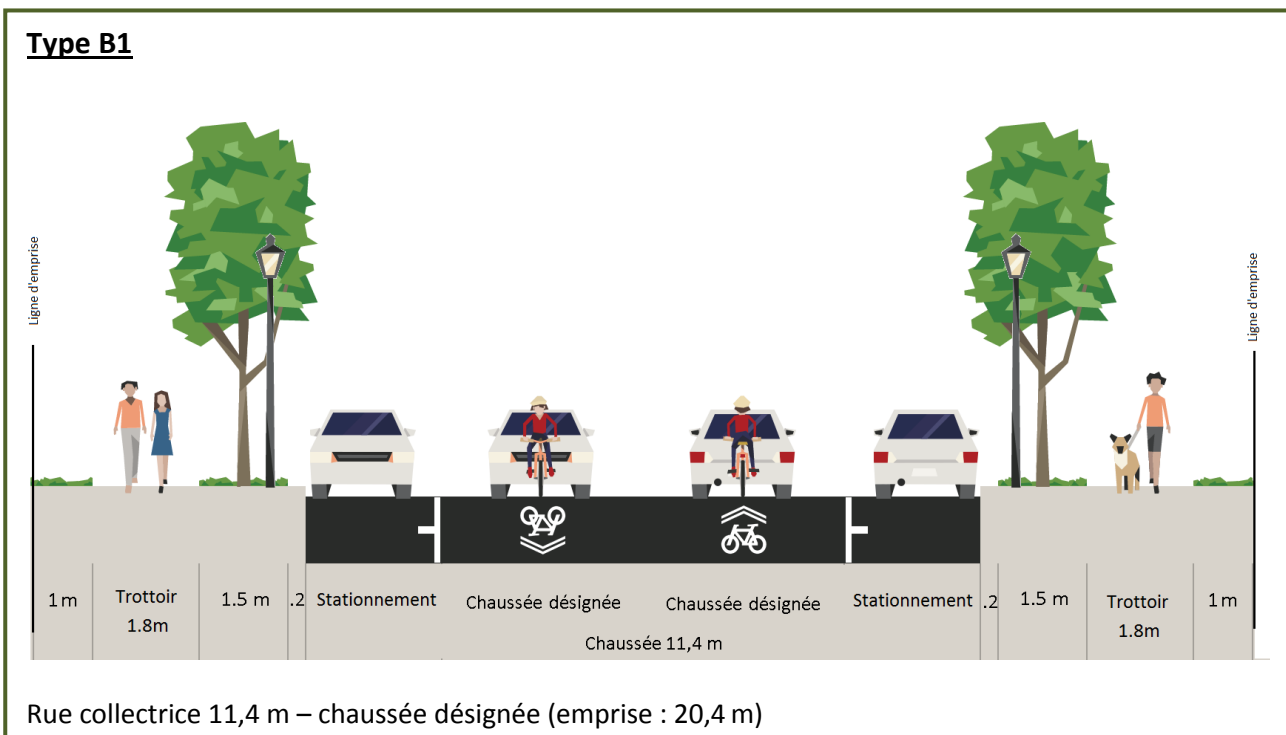 Type B1
Ligne d'emprise
Ligne d'emprise
1 m
Trottoir
1.8m
1.5 m
.2
Stationnement
Chaussée désignée
Chaussée désignée
Stationnement
.2
1.5 m
Trottoir
1.8m
1 m
Chaussée 11,4 m
Rue collectrice 11,4 m – chaussée désignée (emprise : 20,4 m)